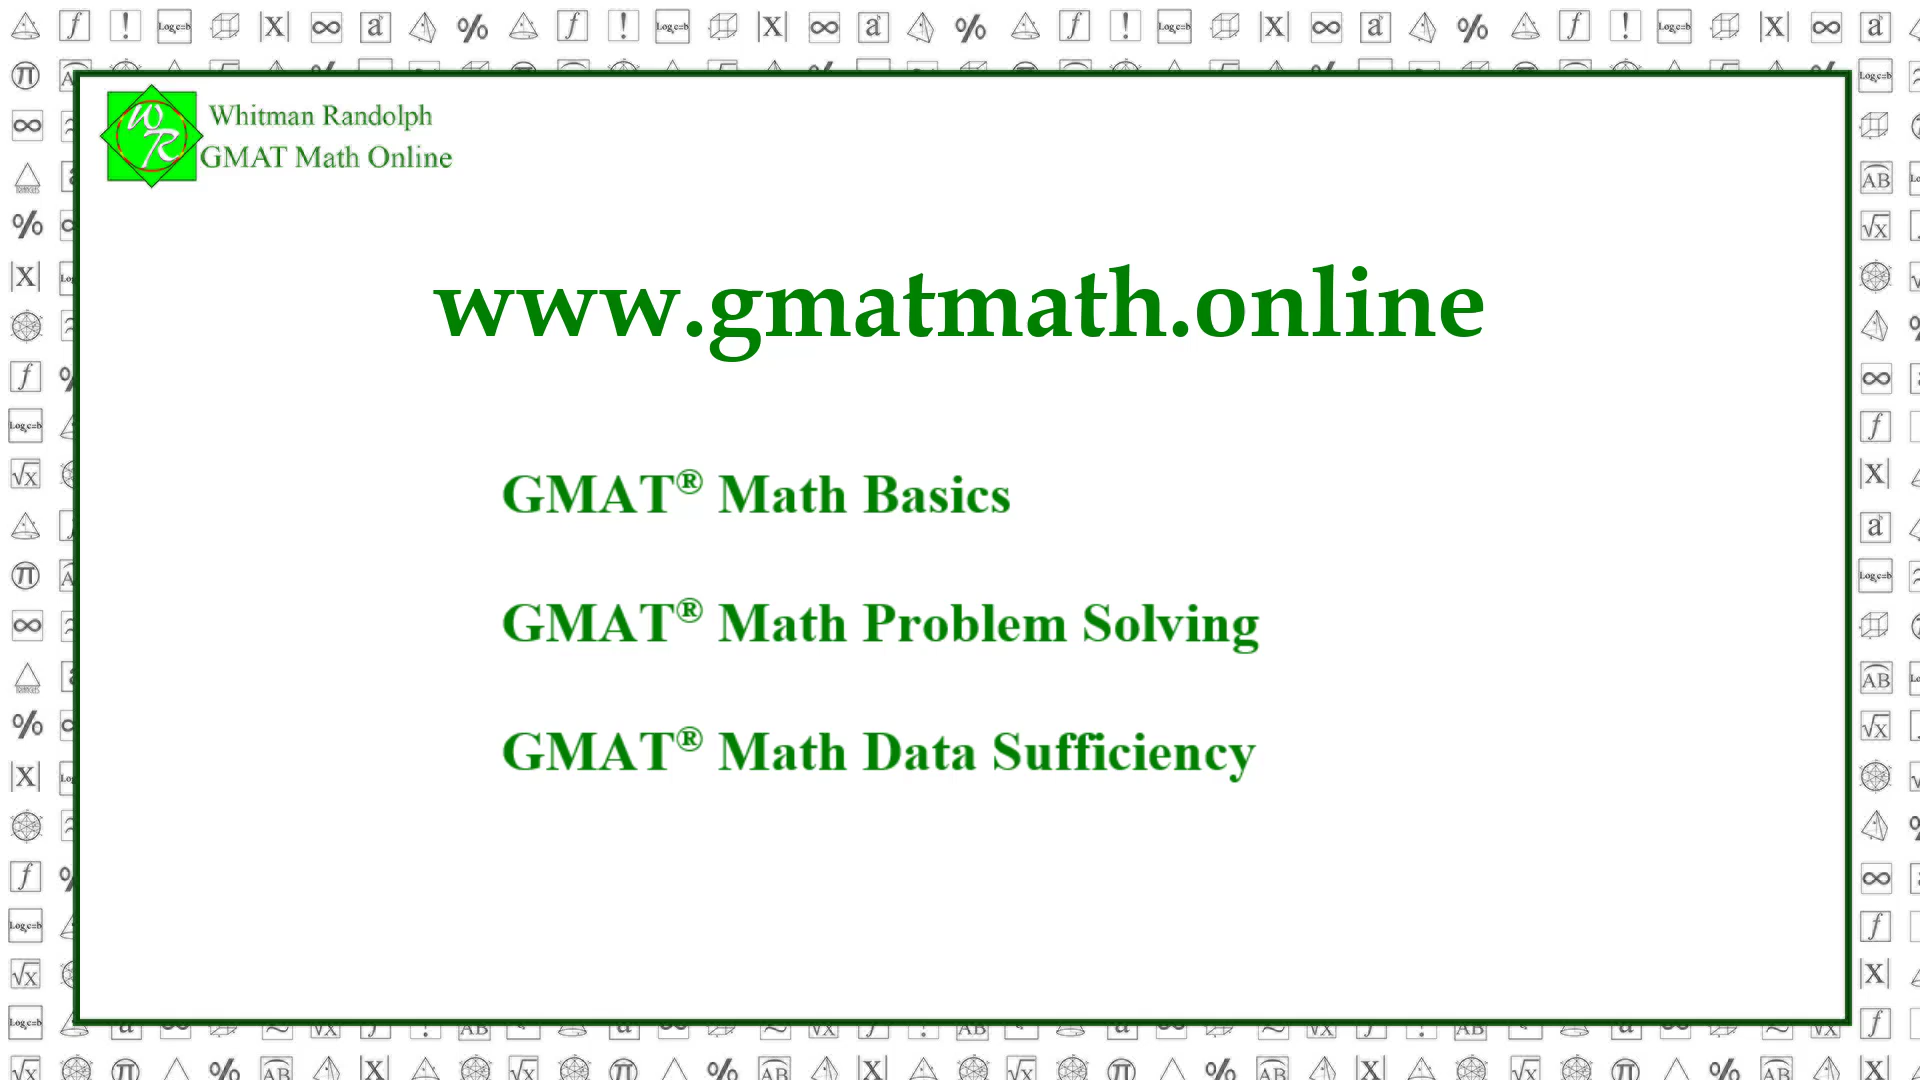 WR
Whitman Randolph
GMAT Math Online
www.gmatmath.online
GMAT® Math Basics
GMAT® Math Problem Solving
GMAT® Math Data Sufficiency